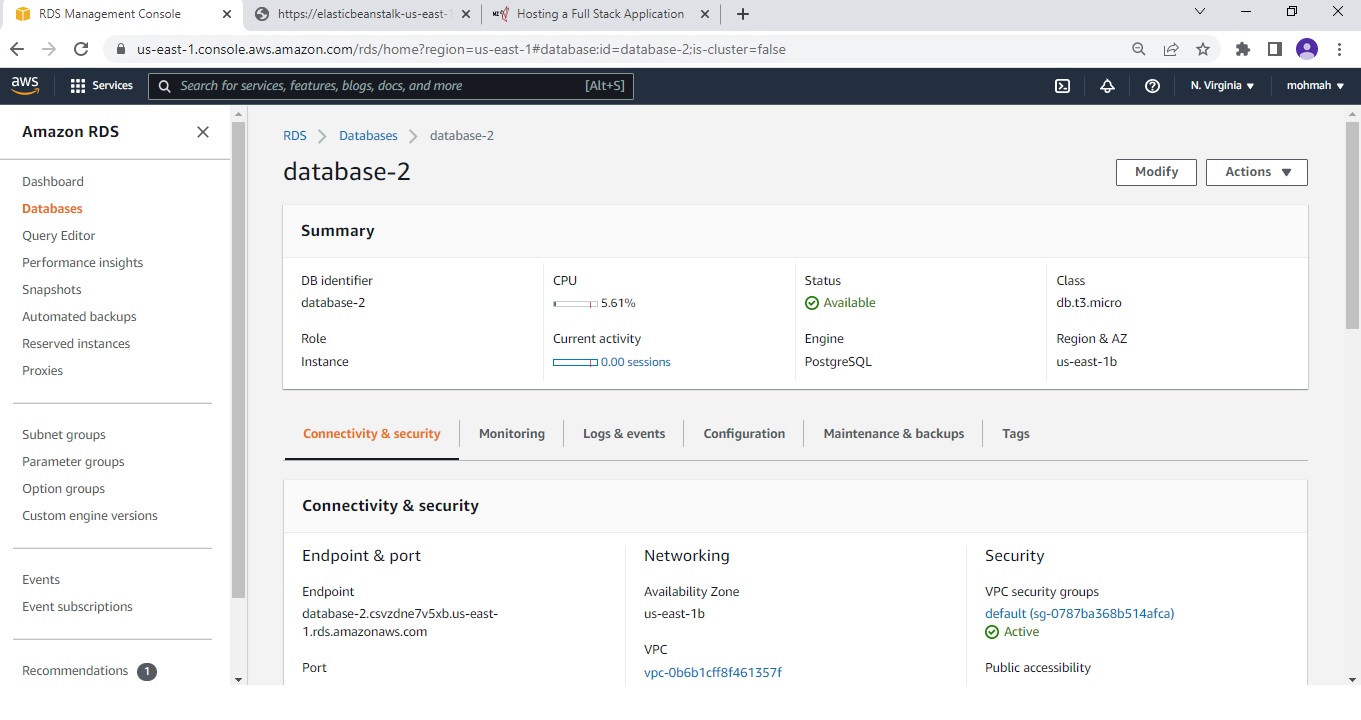 RDS Management Console
https://elasticbeanstalk-us-east-1
Hosting a Full Stack Application
us-east-1.console.aws.amazon.com/rds/home?region=us-east-1#database:id=database-2;is-cluster=false
aws
Services
Search for services, features, blogs, docs, and more
[Alt+S]
N. Virginia
mohmah
Amazon RDS
Dashboard
Databases
Query Editor
Performance insights
Snapshots
Automated backups
Reserved instances
Proxies
Subnet groups
Parameter groups
Option groups
Custom engine versions
Events
Event subscriptions
Recommendations 1
RDS
Databases
database-2
database-2
Modify
Actions
Summary
DB identifier
database-2
CPU
5.61%
Status
Available
Class
db.t3.micro
Role
Instance
Current activity
0.00 sessions
Engine
PostgreSQL
Region & AZ
us-east-1b
Connectivity & security
Monitoring
Logs & events
Configuration
Maintenance & backups
Tags
Connectivity & security
Endpoint & port
Endpoint
database-2.csvzdne7v5xb.us-east-
1.rds.amazonaws.com
Port
Networking
Availability Zone
us-east-1b
VPC
vpc-0b6b1cff8f461357f
Security
VPC security groups
default (sg-0787ba368b514afca)
Active
Public accessibility